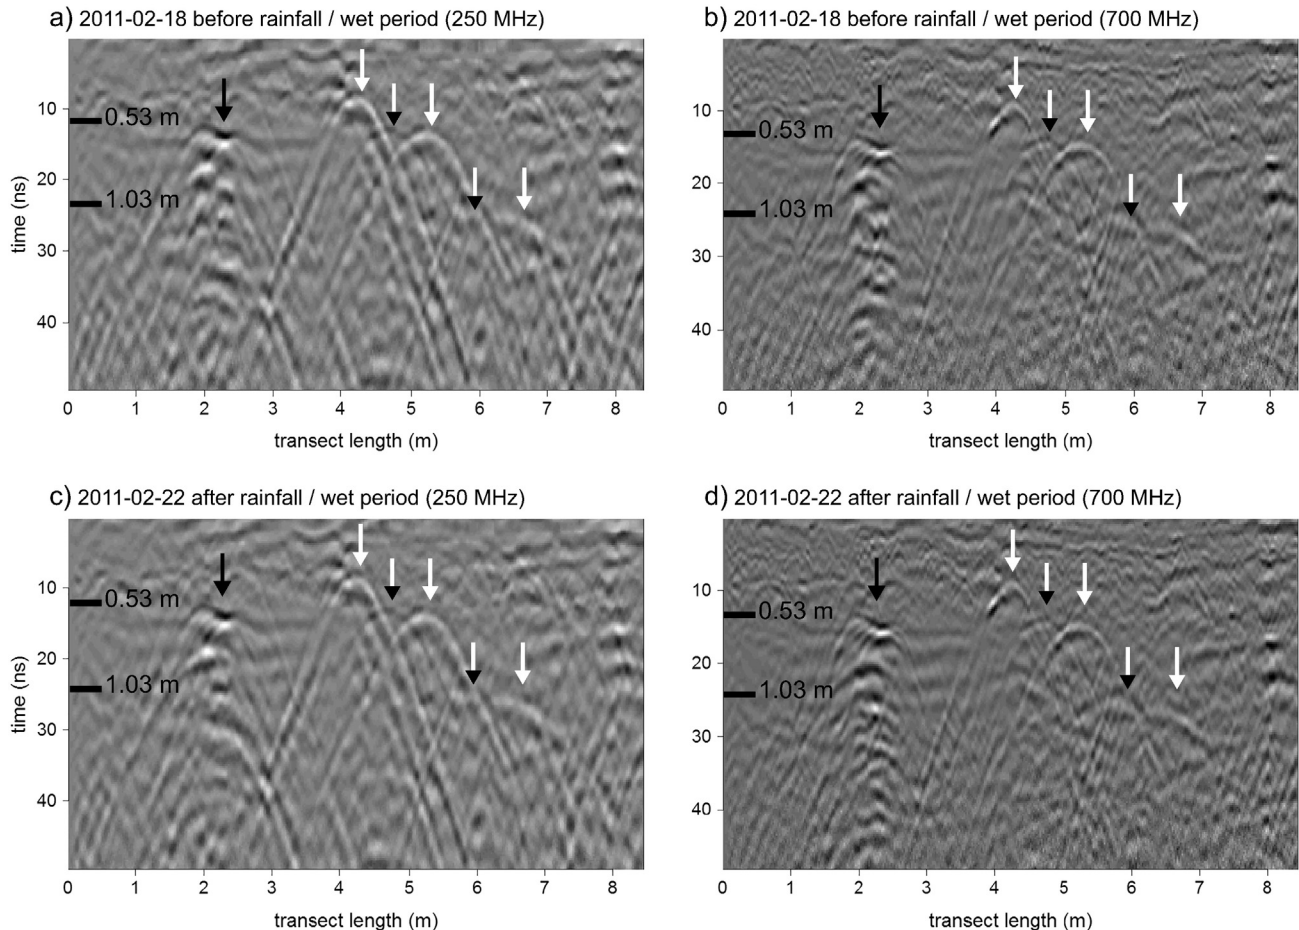 a) 2011-02-18 before rainfall / wet period (250 MHz)
10
0.53 m
20
1.03 m
30
40
time (ns)
0 1 2 3 4 5 6 7 8
transect length (m)
b) 2011-02-18 before rainfall / wet period (700 MHz)
10
0.53 m
20
1.03 m
30
40
0 1 2 3 4 5 6 7 8
transect length (m)
c) 2011-02-22 after rainfall / wet period (250 MHz)
10
0.53 m
20
1.03 m
30
40
time (ns)
0 1 2 3 4 5 6 7 8
transect length (m)
d) 2011-02-22 after rainfall / wet period (700 MHz)
10
0.53 m
20
1.03 m
30
40
0 1 2 3 4 5 6 7 8
transect length (m)